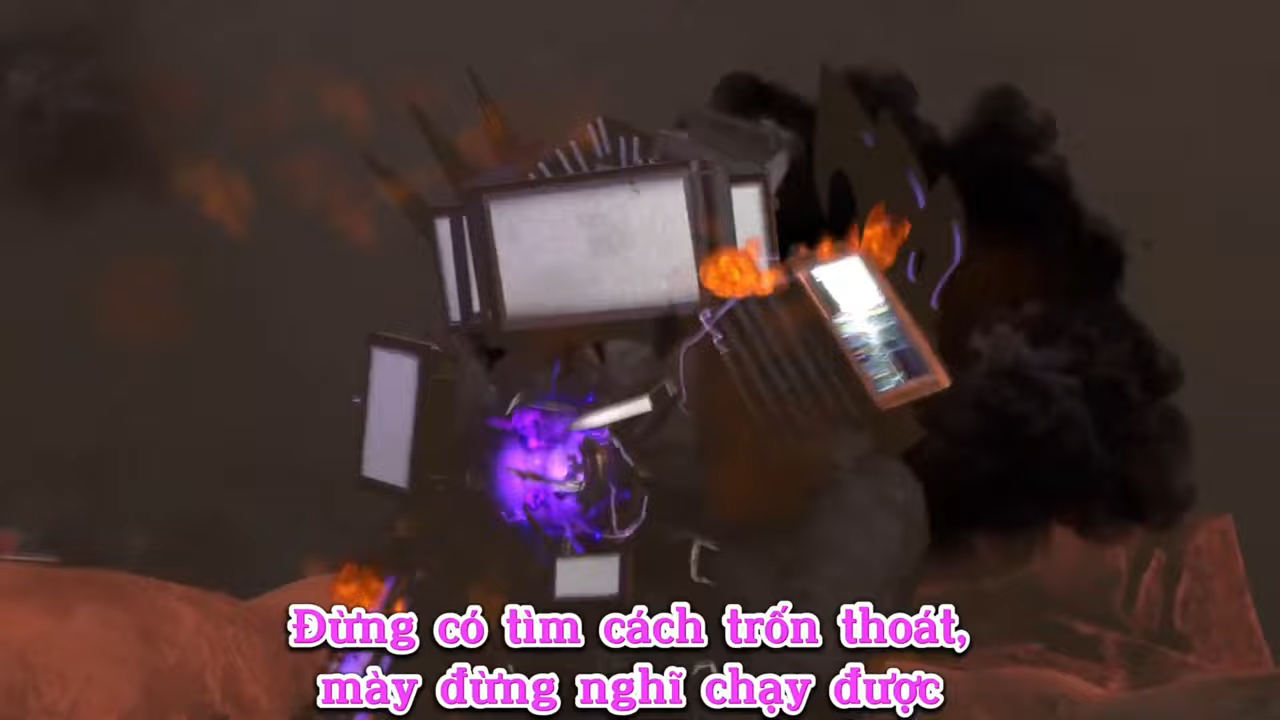 Đừng có tìm cách trốn thoát,
mày đừng nghĩ chạy được